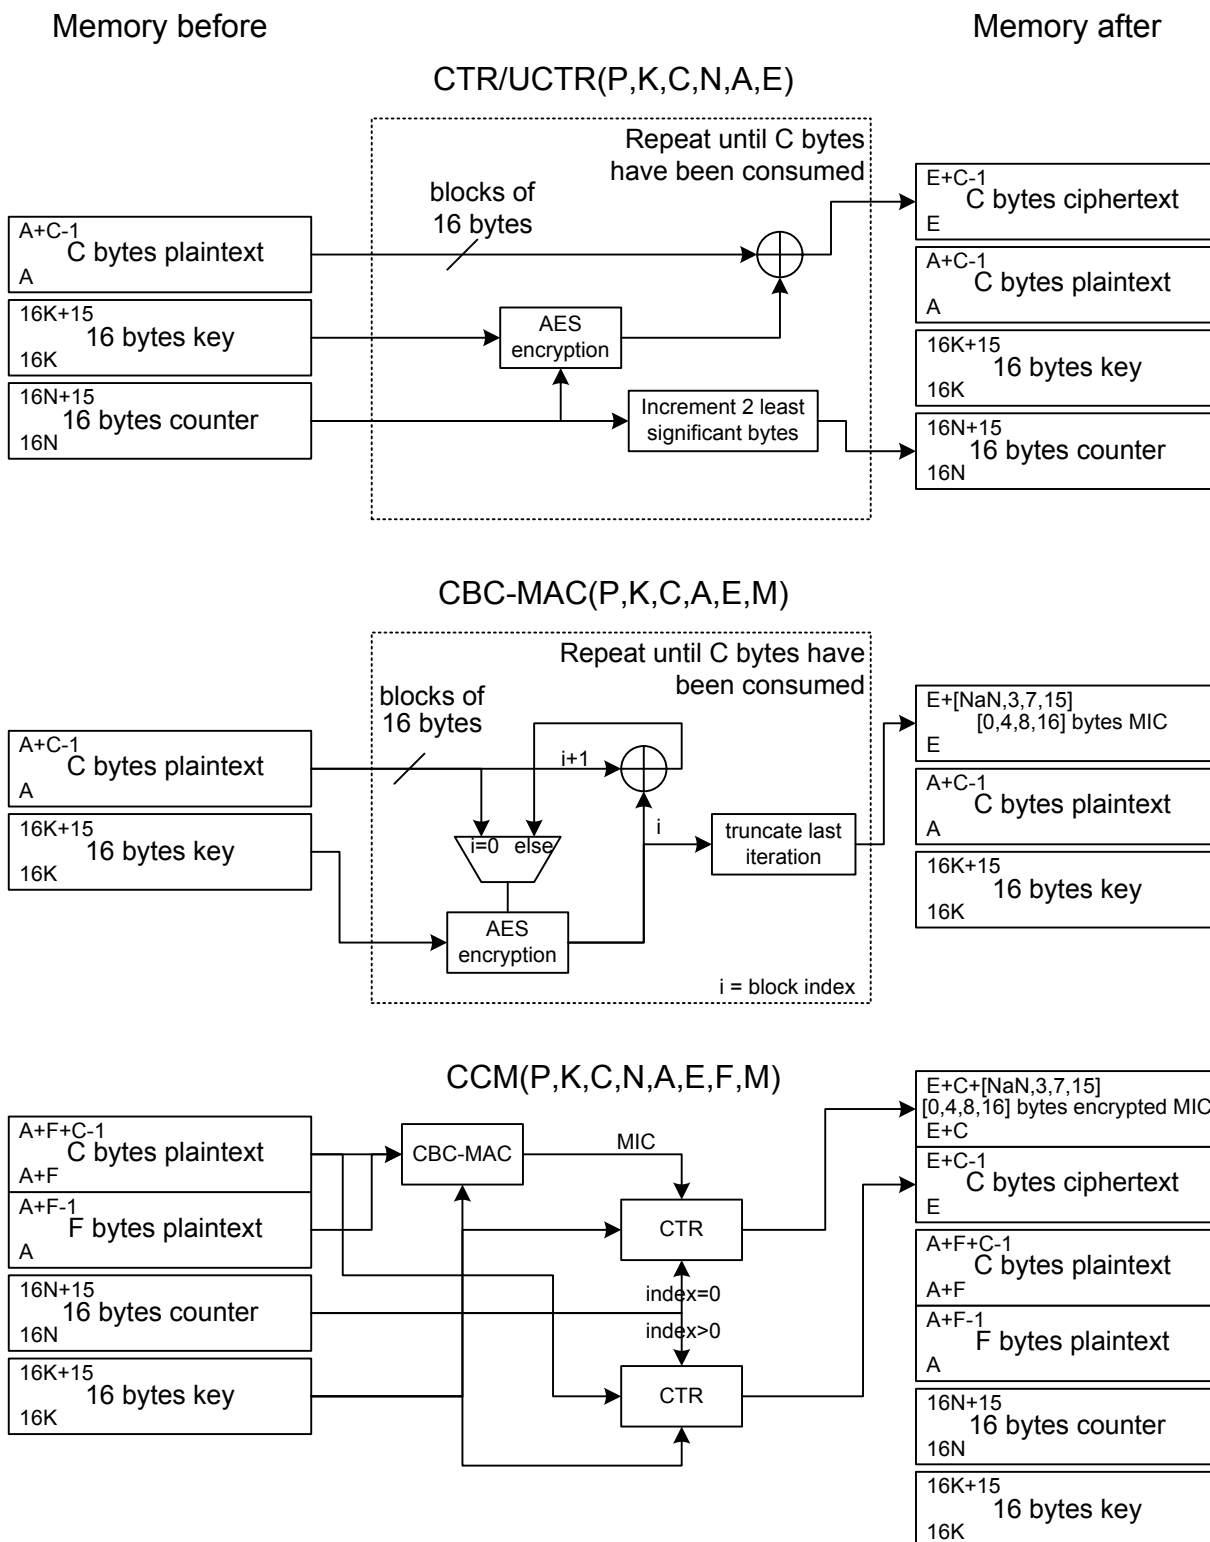 Memory before
Memory after
CTR/UCTR(P,K,C,N,A,E)
Repeat until C bytes
have been consumed
blocks of
16 bytes
A+C-1
C bytes plaintext
A
16K+15
16 bytes key
16K
16N+15
16 bytes counter
16N
AES
encryption
Increment 2 least
significant bytes
E+C-1
C bytes ciphertext
E
A+C-1
C bytes plaintext
A
16K+15
16 bytes key
16K
16N+15
16 bytes counter
16N
CBC-MAC(P,K,C,A,E,M)
Repeat until C bytes have
been consumed
blocks of
16 bytes
A+C-1
C bytes plaintext
A
16K+15
16 bytes key
16K
i+1
i=0 else
i
AES
encryption
truncate last
iteration
i = block index
E+[NaN,3,7,15]
[0,4,8,16] bytes MIC
E
A+C-1
C bytes plaintext
A
16K+15
16 bytes key
16K
CCM(P,K,C,N,A,E,F,M)
A+F+C-1
C bytes plaintext
A+F
A+F-1
F bytes plaintext
A
16N+15
16 bytes counter
16N
16K+15
16 bytes key
16K
CBC-MAC
MIC
CTR
index=0
index>0
CTR
E+C+[NaN,3,7,15]
[0,4,8,16] bytes encrypted MIC
E+C
E+C-1
C bytes ciphertext
E
A+F+C-1
C bytes plaintext
A+F
A+F-1
F bytes plaintext
A
16N+15
16 bytes counter
16N
16K+15
16 bytes key
16K